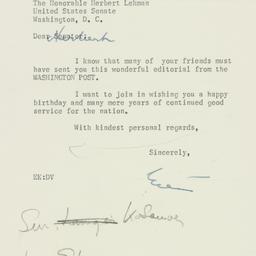 The Honorable Herbert Lehman
United States Senate
Washington, D. C.
Dear
I know that many of your friends must
have sent you this wonderful editorial from the
WASHINGTON POST.
I want to join in wishing you a happy
birthday and many more years of continued good
service for the nation.
With kindest personal regards,
Sincerely,
EK:DV
Sen. Kefauver